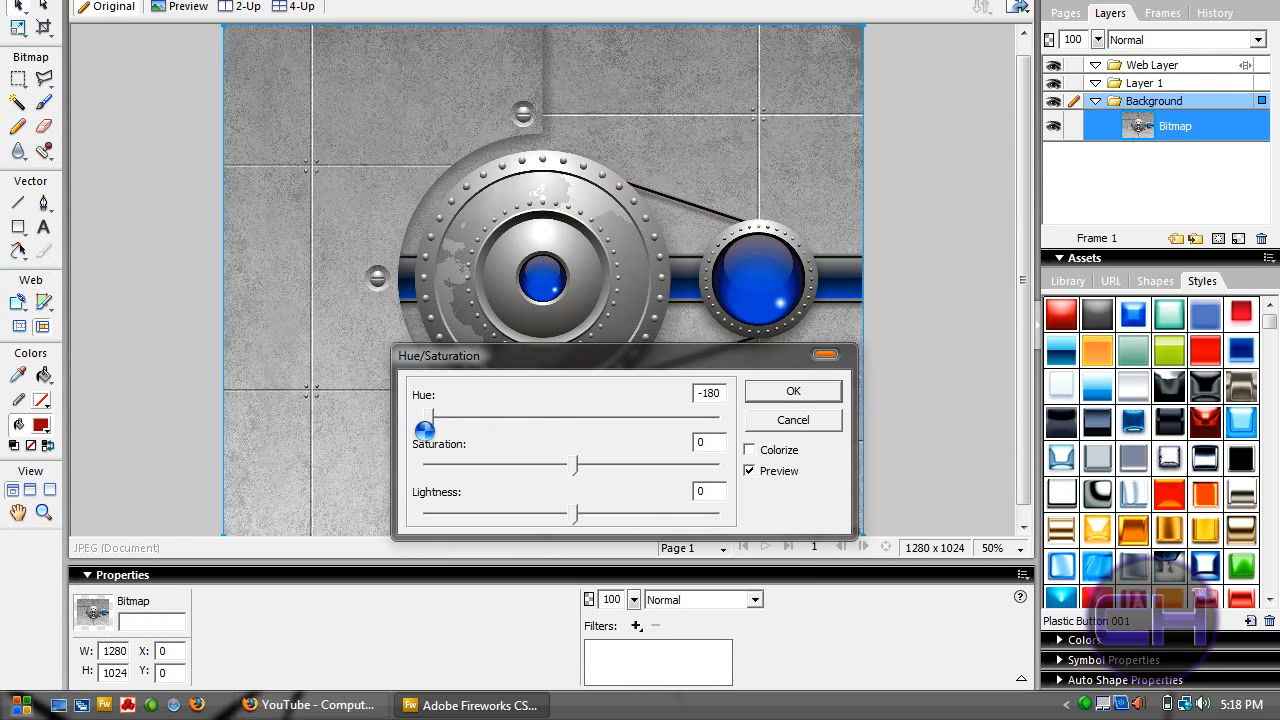 Original Preview 2-Up 4-Up
Pages Layers Frames History
100 Normal
Web Layer
Layer 1
Background
Bitmap
Frame 1
Assets
Library URL Shapes Styles
Plastic Button 001
Colors
Symbol Properties
Auto Shape Properties
Bitmap
Vector
Web
Colors
View
Hue/Saturation
Hue: -180
Saturation: 0
Lightness: 0
OK
Cancel
Colorize
Preview
JPEG (Document) Page 1 1 1280 x 1024 50%
Properties
Bitmap
W: 1280 X: 0
H: 1024 Y: 0
100 Normal
Filters:
YouTube - Comput...
Adobe Fireworks CS...
5:18 PM